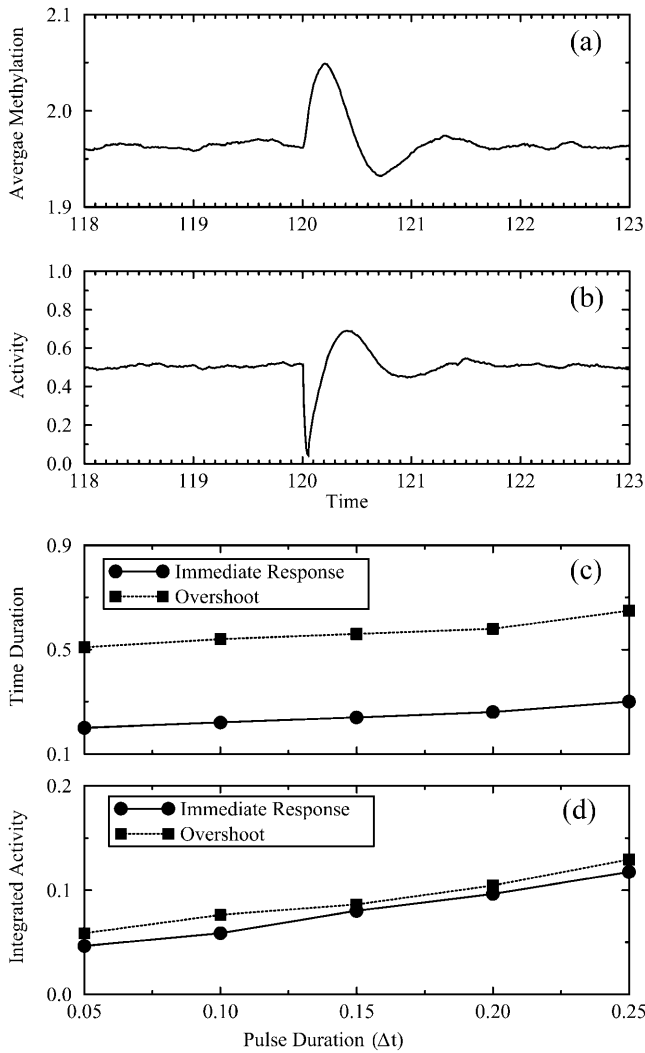 2.1
(a)
Avergae Methylation
2.0
1.9
118 119 120 121 122 123
1.0
(b)
0.8
Activity
0.6
0.4
0.2
0.0
118 119 120 121 122 123
Time
0.9
Immediate Response
(c)
Overshoot
Time Duration
0.5
0.1
0.2
Immediate Response
(d)
Overshoot
Integrated Activity
0.1
0.0
0.05 0.10 0.15 0.20 0.25
Pulse Duration (Δt)